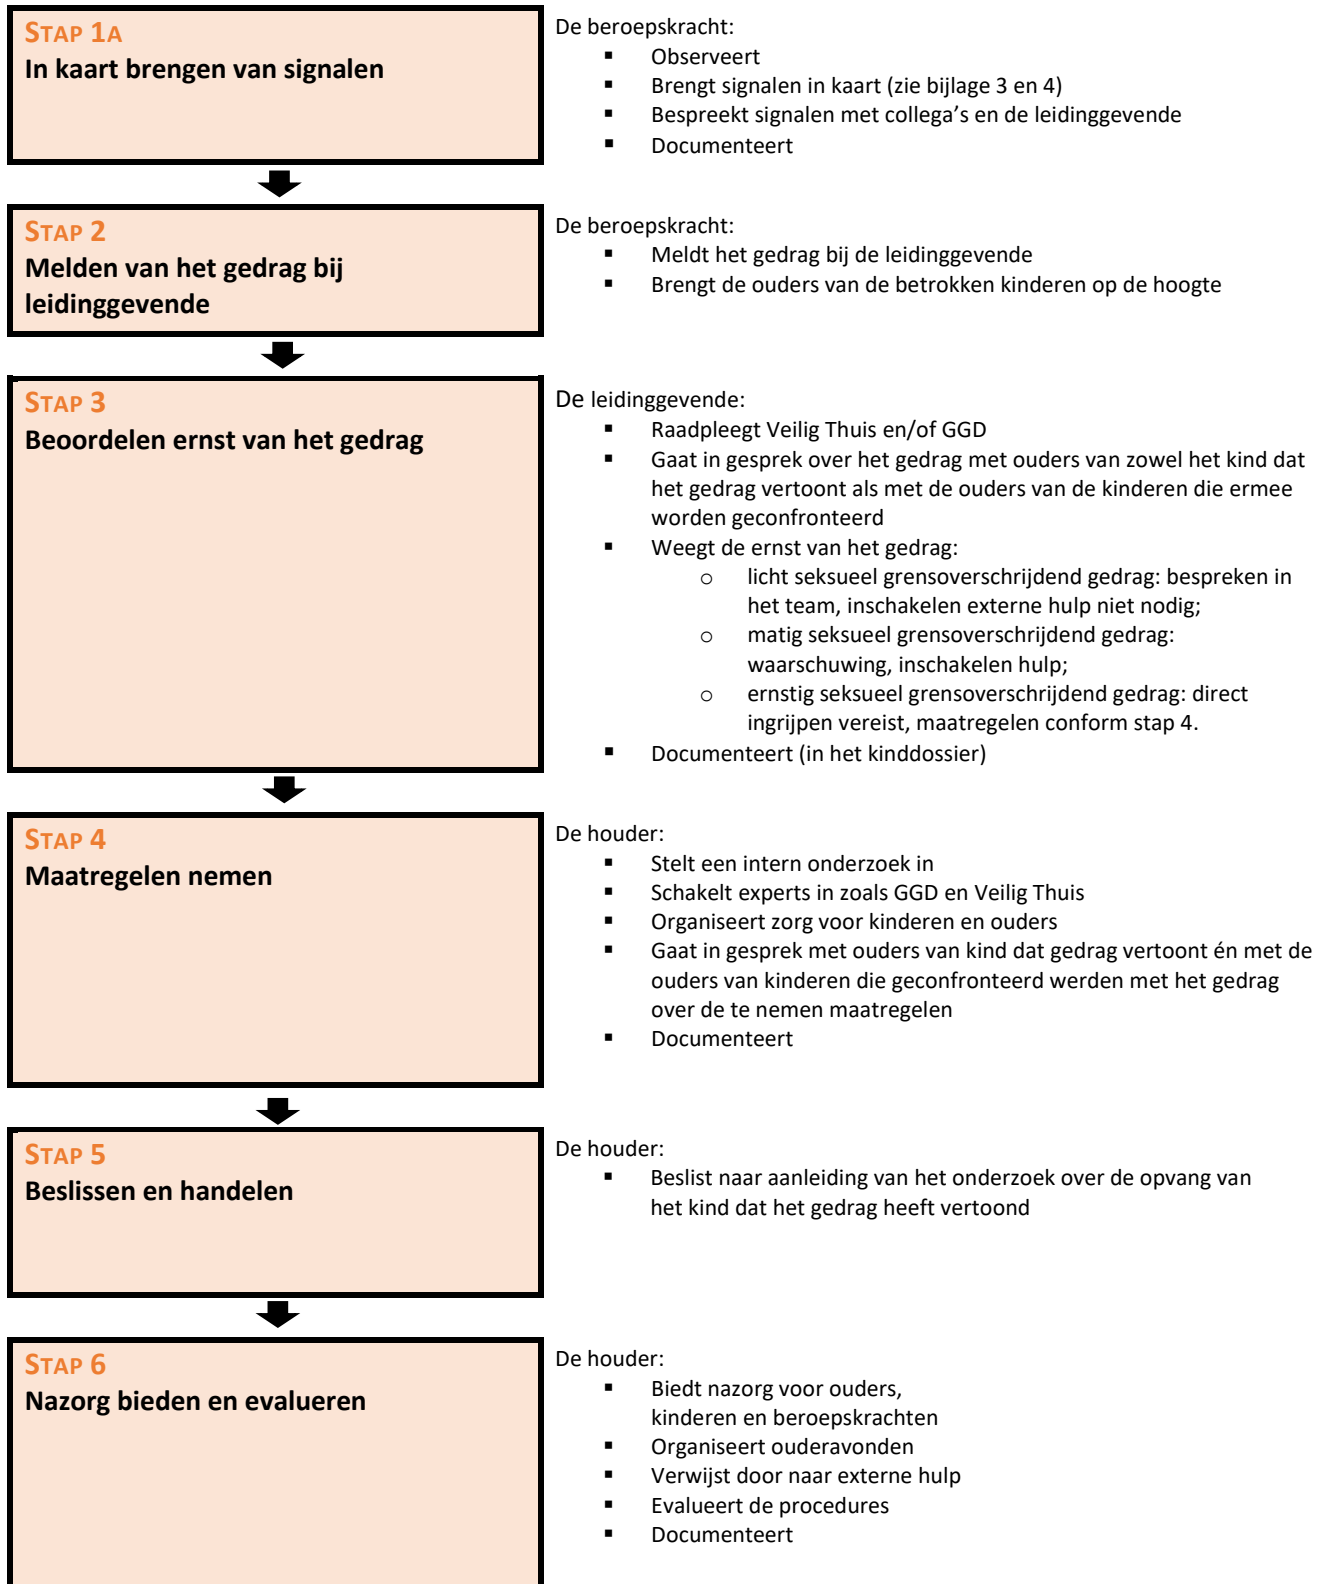 STAP 1A
In kaart brengen van signalen
De beroepskracht:
▪ Observeert
▪ Brengt signalen in kaart (zie bijlage 3 en 4)
▪ Bespreekt signalen met collega’s en de leidinggevende
▪ Documenteert
STAP 2
Melden van het gedrag bij
leidinggevende
De beroepskracht:
▪ Meldt het gedrag bij de leidinggevende
▪ Brengt de ouders van de betrokken kinderen op de hoogte
STAP 3
Beoordelen ernst van het gedrag
De leidinggevende:
▪ Raadpleegt Veilig Thuis en/of GGD
▪ Gaat in gesprek over het gedrag met ouders van zowel het kind dat
het gedrag vertoont als met de ouders van de kinderen die ermee
worden geconfronteerd
▪ Weegt de ernst van het gedrag:
o licht seksueel grensoverschrijdend gedrag: bespreken in
het team, inschakelen externe hulp niet nodig;
o matig seksueel grensoverschrijdend gedrag:
waarschuwing, inschakelen hulp;
o ernstig seksueel grensoverschrijdend gedrag: direct
ingrijpen vereist, maatregelen conform stap 4.
▪ Documenteert (in het kinddossier)
STAP 4
Maatregelen nemen
De houder:
▪ Stelt een intern onderzoek in
▪ Schakelt experts in zoals GGD en Veilig Thuis
▪ Organiseert zorg voor kinderen en ouders
▪ Gaat in gesprek met ouders van kind dat gedrag vertoont én met de
ouders van kinderen die geconfronteerd werden met het gedrag
over de te nemen maatregelen
▪ Documenteert
STAP 5
Beslissen en handelen
De houder:
▪ Beslist naar aanleiding van het onderzoek over de opvang van
het kind dat het gedrag heeft vertoond
STAP 6
Nazorg bieden en evalueren
De houder:
▪ Biedt nazorg voor ouders,
kinderen en beroepskrachten
▪ Organiseert ouderavonden
▪ Verwijst door naar externe hulp
▪ Evalueert de procedures
▪ Documenteert